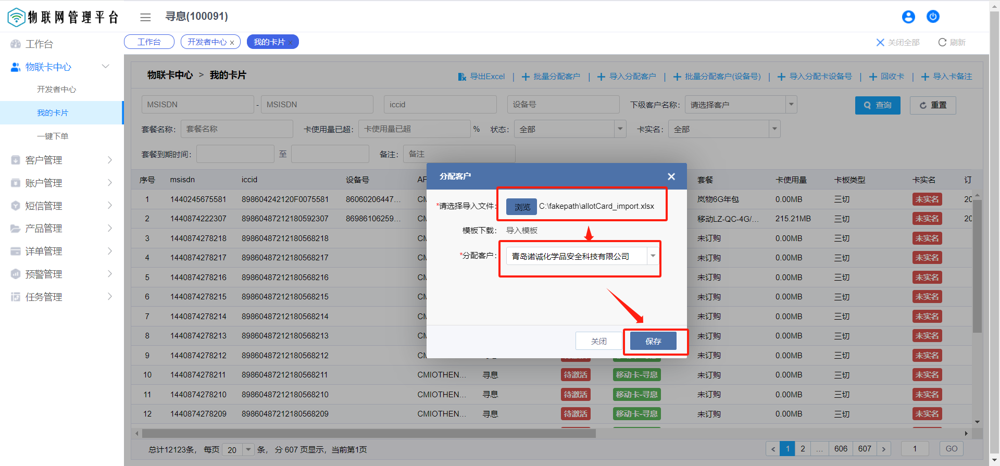 物联网管理平台
寻息(100091)
工作台
开发者中心 x
我的卡片 x
关闭全部
刷新
工作台
物联卡中心
开发者中心
我的卡片
一键下单
客户管理
账户管理
短信管理
产品管理
详单管理
预警管理
任务管理
物联卡中心 > 我的卡片
导出Excel | 批量分配客户 | 导入分配客户 | 批量分配客户(设备号) | 导入分配卡设备号 | 回收卡 | 导入卡备注
MSISDN - MSISDN iccid 设备号 下级客户名称: 请选择客户 查询 重置
套餐名称: 套餐名称 卡使用量已超: 卡使用量已超 % 状态: 全部 卡实名: 全部
套餐到期时间: 至 备注: 备注
序号 msisdn iccid 设备号 AF 套餐 卡使用量 卡板类型 卡实名 订
1 1440245675581 898604242120F0075581 86060206447... CM 岚物6G年包 0.00MB 三切 未实名 20
2 1440874222307 89860487212180592307 86986106259... CM 移动LZ-QC-4G/... 215.21MB 三切 未实名 20
3 1440874278218 89860487212180568218 CM 未订购 0.00MB 三切 未实名
4 1440874278217 89860487212180568217 CM 未订购 0.00MB 三切 未实名
5 1440874278216 89860487212180568216 CM 未订购 0.00MB 三切 未实名
6 1440874278215 89860487212180568215 CM 未订购 0.00MB 三切 未实名
7 1440874278214 89860487212180568214 CM 未订购 0.00MB 三切 未实名
8 1440874278213 89860487212180568213 CM 未订购 0.00MB 三切 未实名
9 1440874278212 89860487212180568212 CM 寻息 待激活 移动卡-寻息 未订购 0.00MB 三切 未实名
10 1440874278211 89860487212180568211 CMIOTHEN... 寻息 待激活 移动卡-寻息 未订购 0.00MB 三切 未实名
11 1440874278210 89860487212180568210 CMIOTHEN... 寻息 待激活 移动卡-寻息 未订购 0.00MB 三切 未实名
12 1440874278209 89860487212180568209 CMIOTHEN... 寻息 待激活 移动卡-寻息 未订购 0.00MB 三切 未实名
分配客户
*请选择导入文件: 浏览 C:\fakepath\allotCard_import.xlsx
模板下载: 导入模板
*分配客户: 青岛诺诚化学品安全科技有限公司
关闭 保存
总计12123条, 每页 20 条, 分 607 页显示, 当前第1页
< 1 2 ... 606 607 > 1 GO